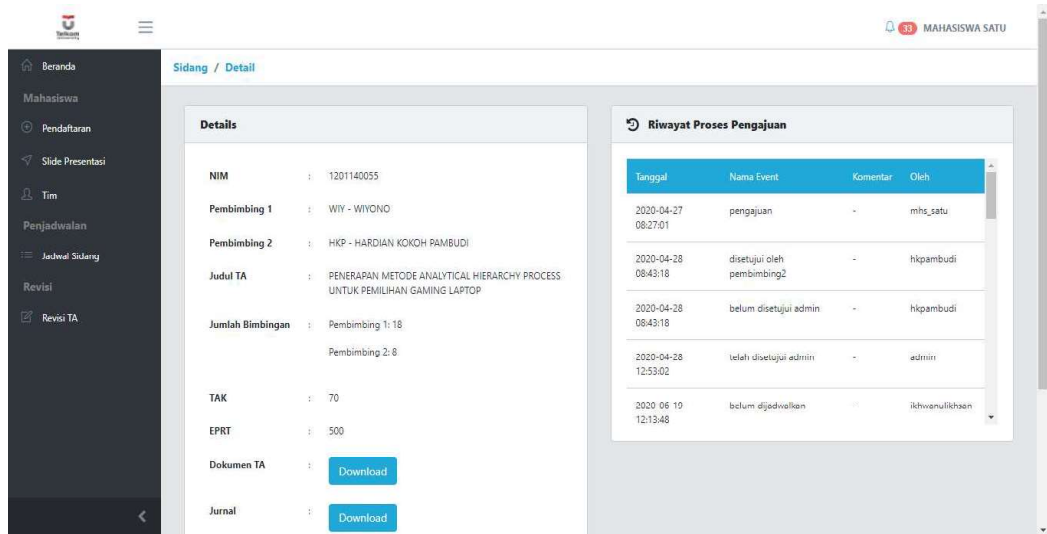 Telkom
33 MAHASISWA SATU
Beranda
Mahasiswa
Pendaftaran
Slide Presentasi
Tim
Penjadwalan
Jadwal Sidang
Revisi
Revisi TA
Sidang / Detail
Details
NIM : 1201140055
Pembimbing 1 : WIY - WIYONO
Pembimbing 2 : HKP - HARDIAN KOKOH PAMBUDI
Judul TA : PENERAPAN METODE ANALYTICAL HIERARCHY PROCESS
UNTUK PEMILIHAN GAMING LAPTOP
Jumlah Bimbingan : Pembimbing 1: 18
Pembimbing 2: 8
TAK : 70
EPRT : 500
Dokumen TA : Download
Jurnal : Download
Riwayat Proses Pengajuan
Tanggal Nama Event Komentar Oleh
2020-04-27 pengajuan - mhs_satu
08:27:01
2020-04-28 disetujui oleh - hkpambudi
08:43:18 pembimbing2
2020-04-28 belum disetujui admin - hkpambudi
08:43:18
2020-04-28 telah disetujui admin - admin
12:53:02
2020-06-19 belum dijadwalkan ikhwanulikhsan
12:13:48